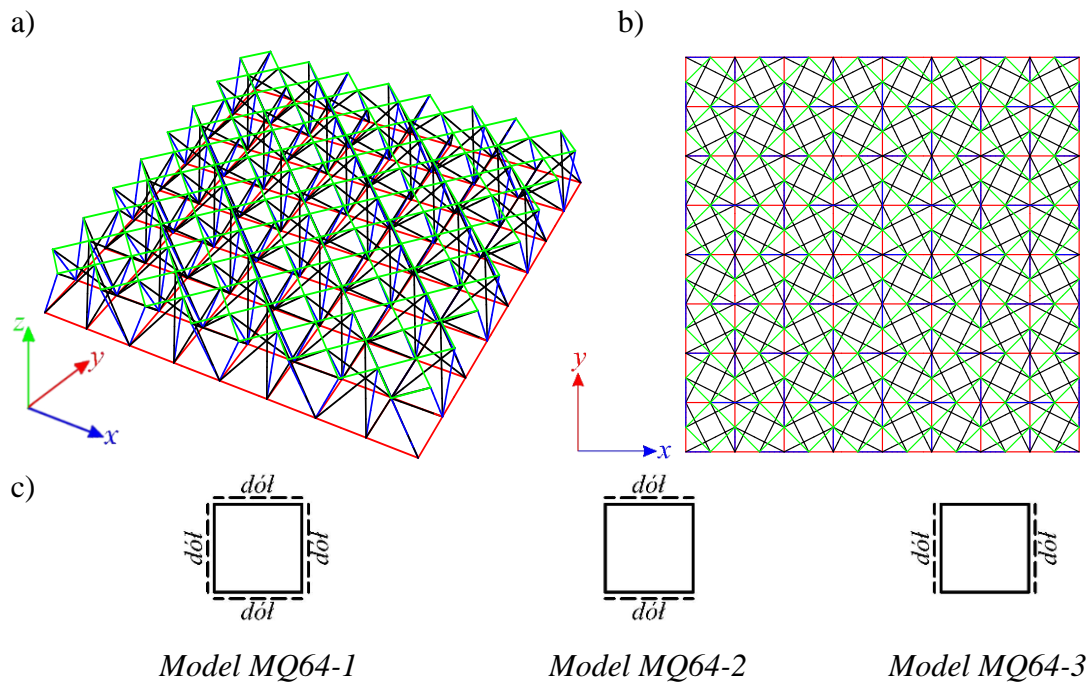 a)
b)
z
y
x
y
x
c)
dół
dół
dół
dół
dół
dół
dół
dół
Model MQ64-1
Model MQ64-2
Model MQ64-3